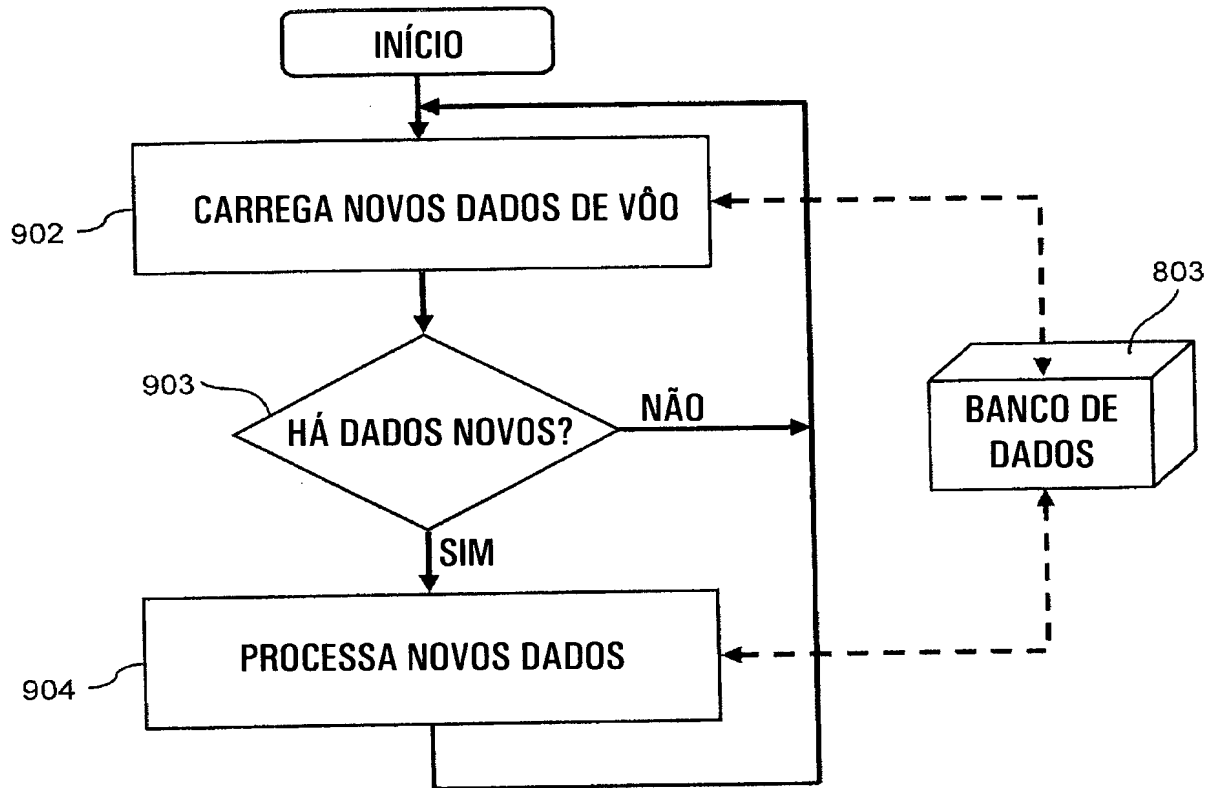 INÍCIO
CARREGA NOVOS DADOS DE VÔO
902
803
903
HÁ DADOS NOVOS?
NÃO
BANCO DE
DADOS
SIM
PROCESSA NOVOS DADOS
904